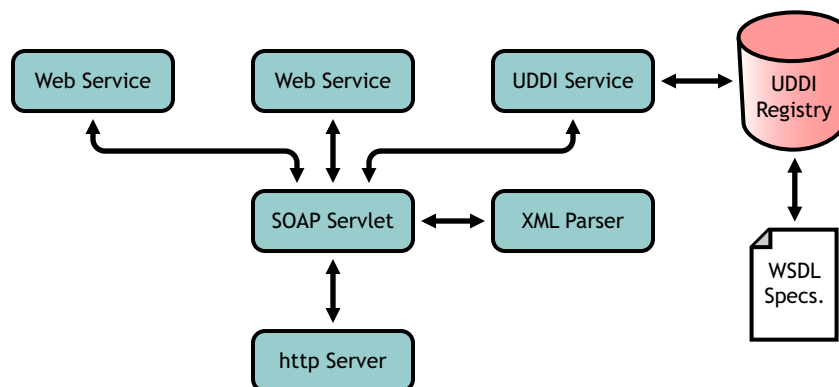 Web Service
Web Service
UDDI Service
UDDI
Registry
SOAP Servlet
XML Parser
WSDL
Specs.
http Server